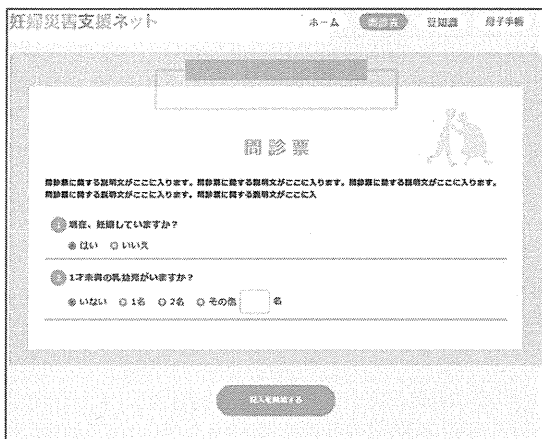 妊婦災害支援ネット
ホーム 問診票 豆知識 母子手帳
問診票
問診票に関する説明文がここに入ります。問診票に関する説明文がここに入ります。問診票に関する説明文がここに入ります。
問診票に関する説明文がここに入ります。問診票に関する説明文がここに入
1 現在、妊娠していますか?
はい いいえ
2 1才未満の乳幼児がいますか?
いない 1名 2名 その他 名